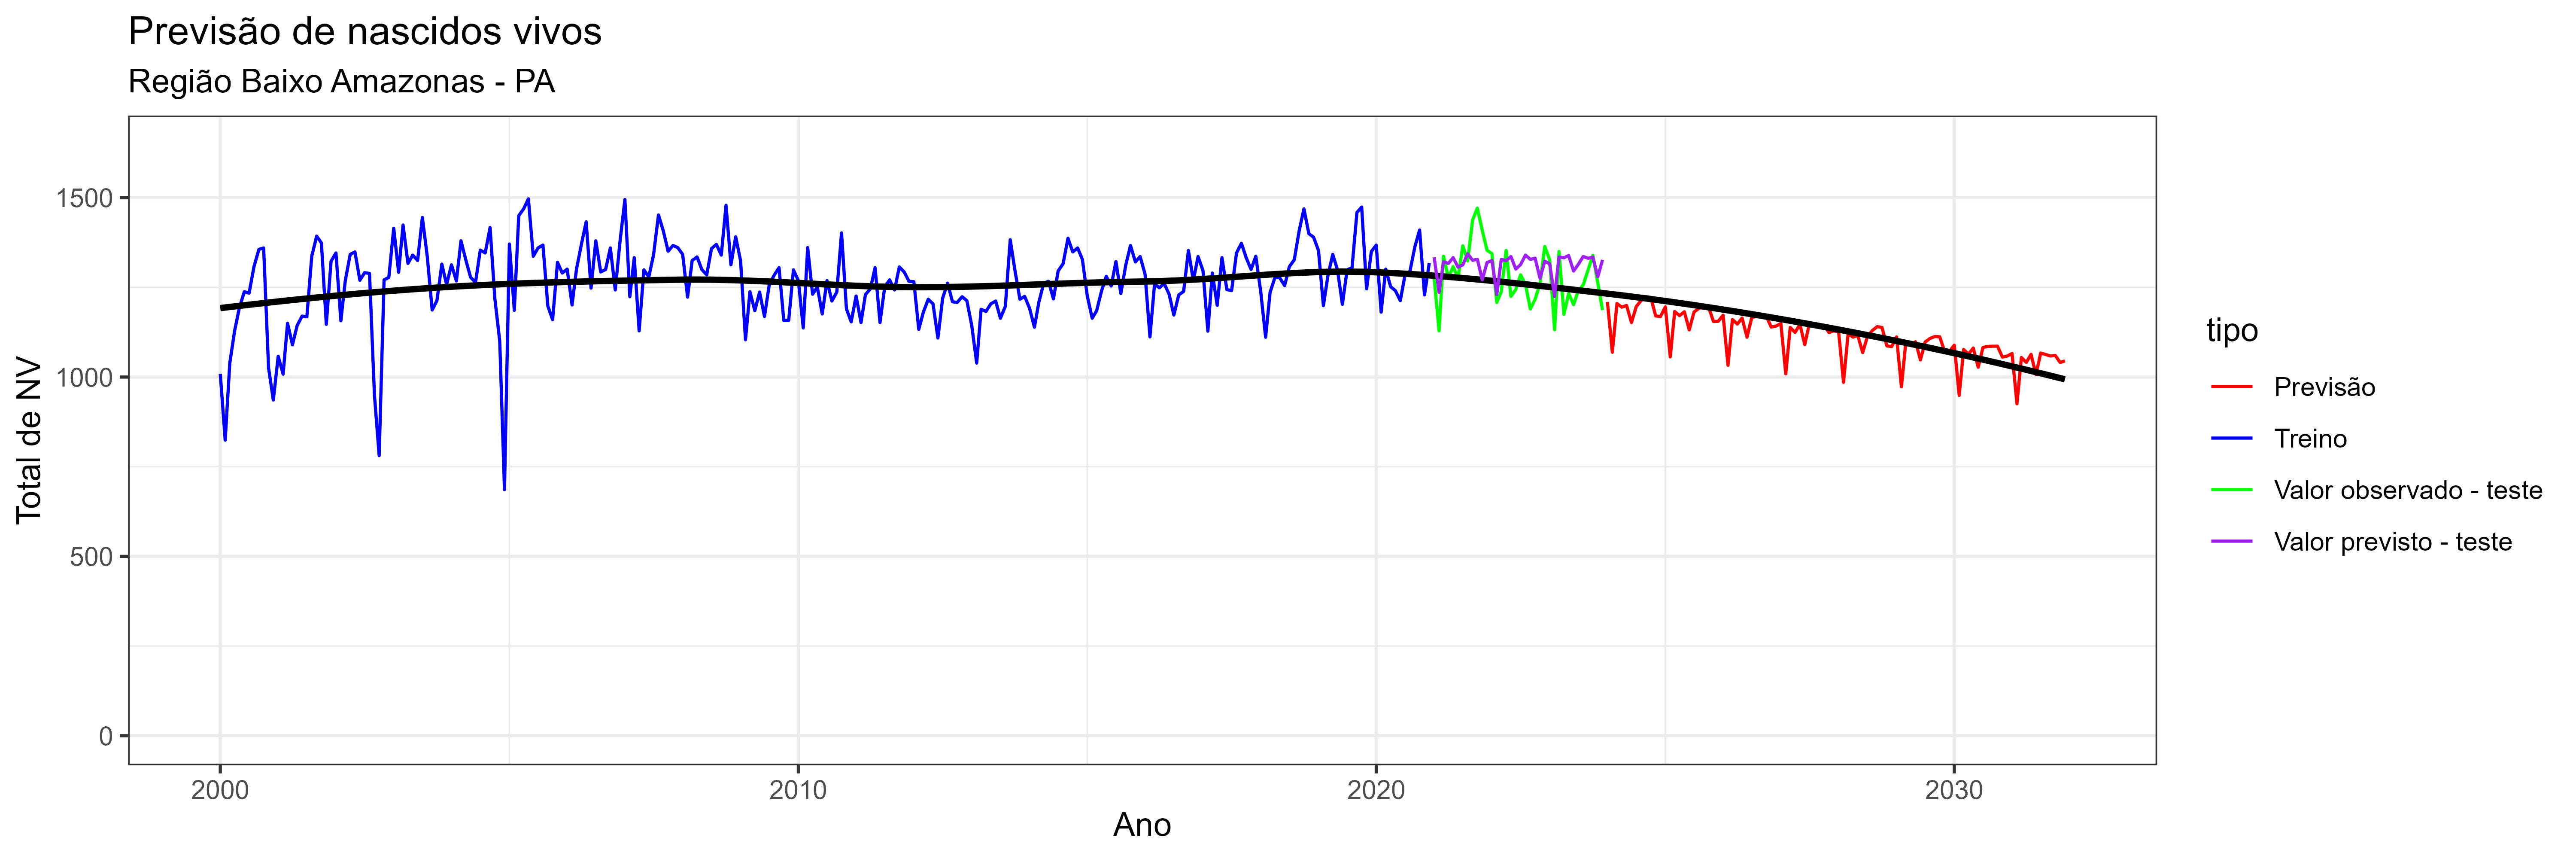 Previsão de nascidos vivos
Região Baixo Amazonas - PA
Total de NV
1500
1000
500
0
2000
2010
2020
2030
Ano
tipo
Previsão
Treino
Valor observado - teste
Valor previsto - teste